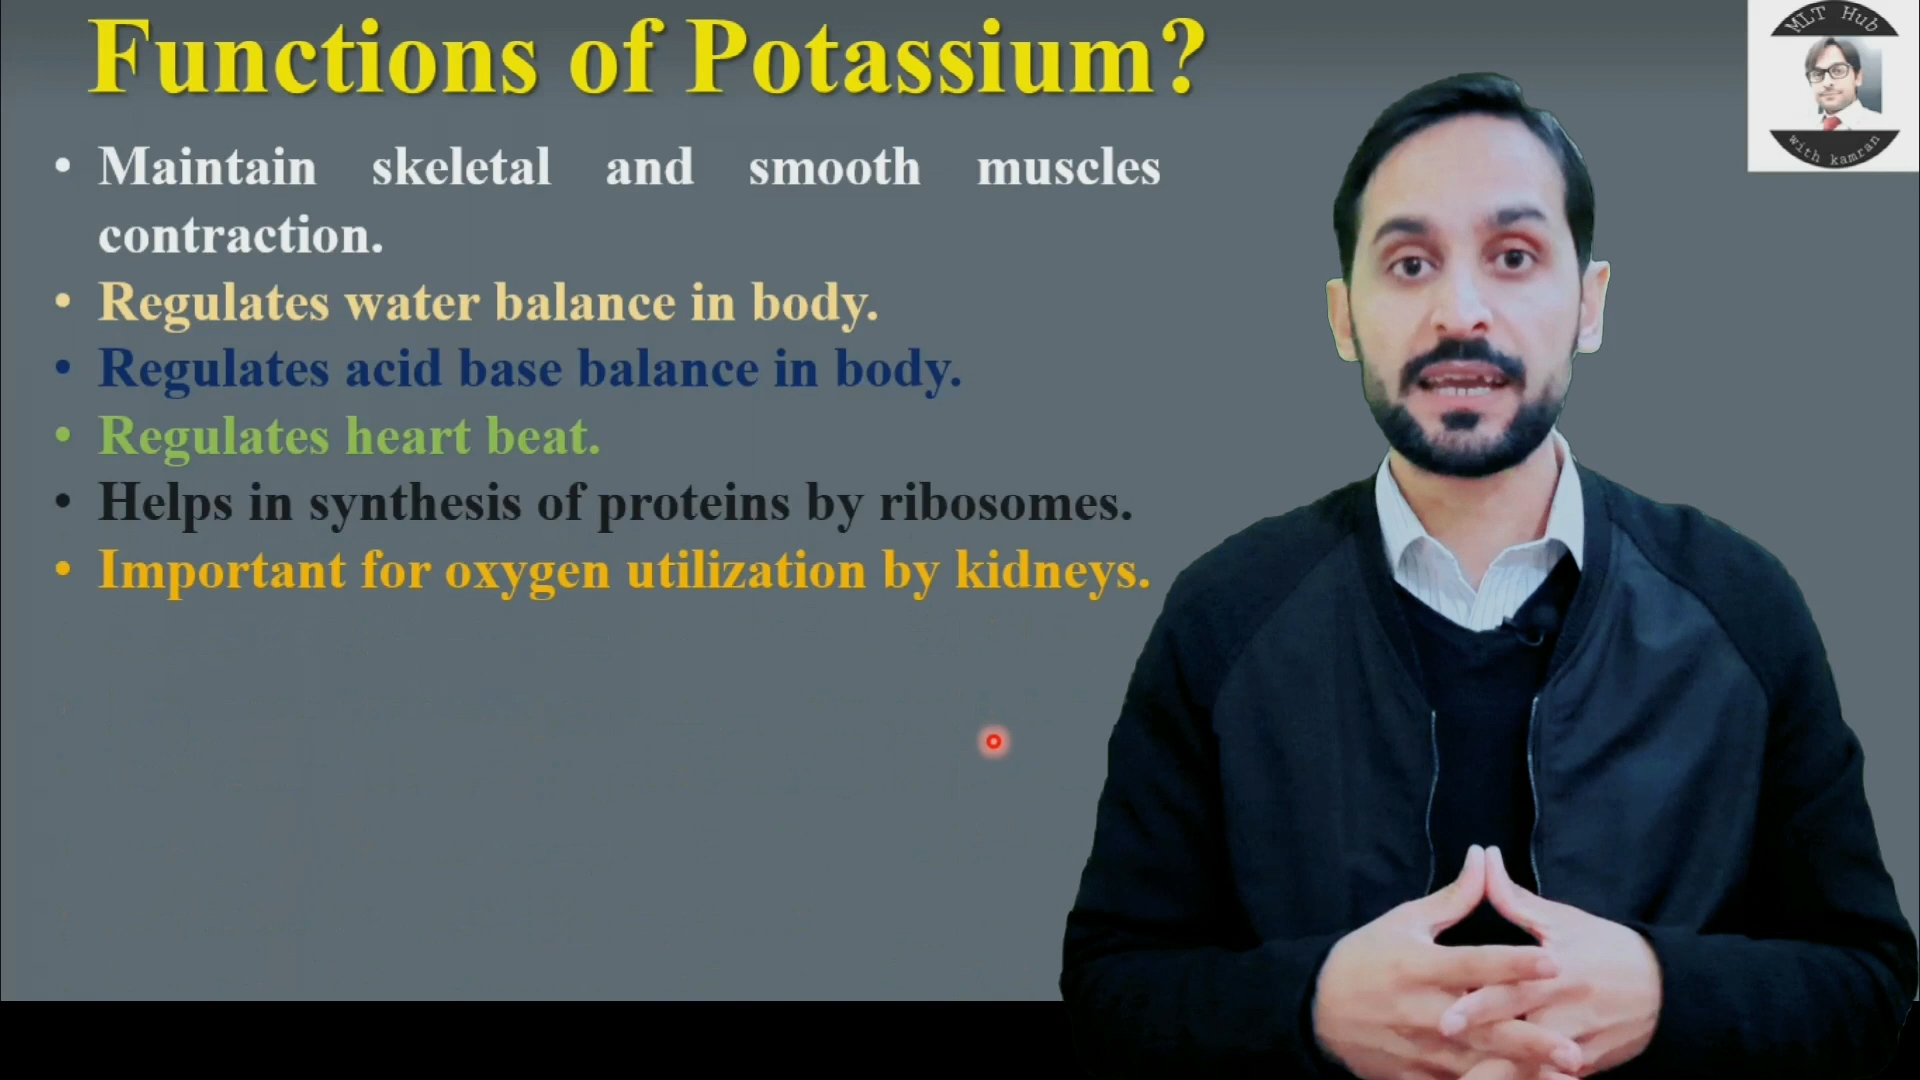 Functions of Potassium?
• Maintain skeletal and smooth muscles
contraction.
• Regulates water balance in body.
• Regulates acid base balance in body.
• Regulates heart beat.
• Helps in synthesis of proteins by ribosomes.
• Important for oxygen utilization by kidneys.
MLT Hub
with kamran